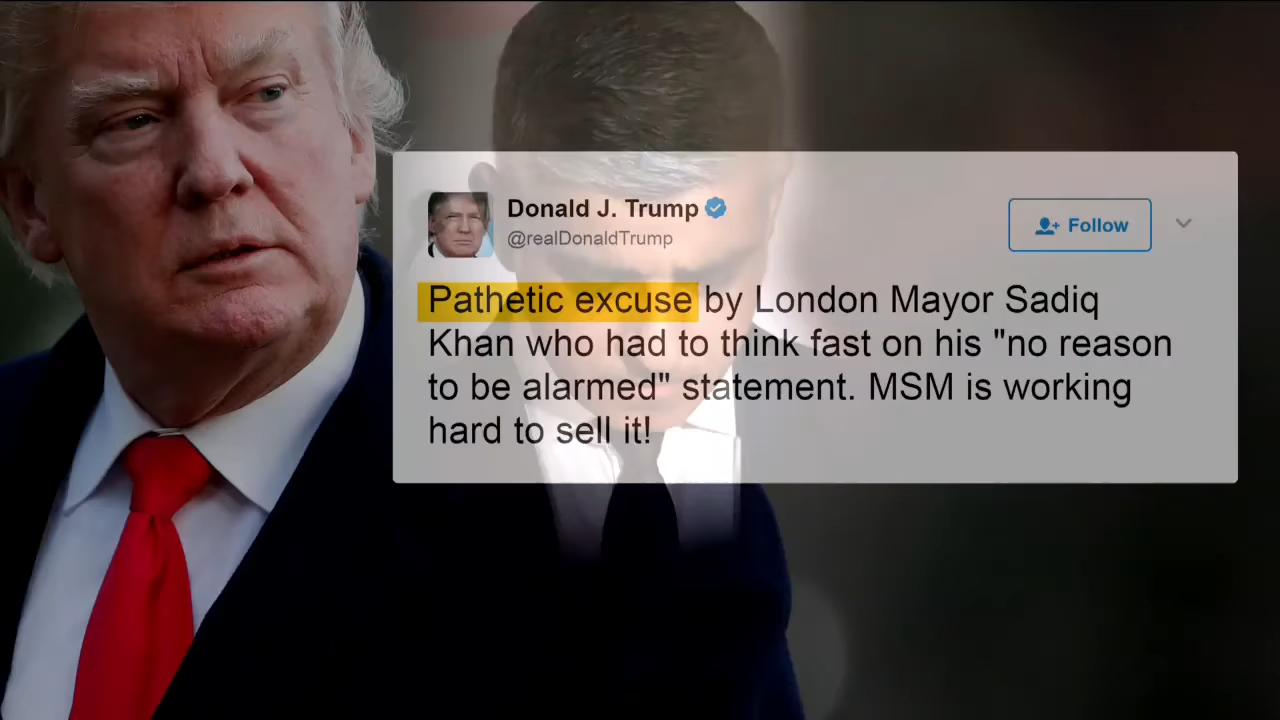 Donald J. Trump
@realDonaldTrump
Follow
Pathetic excuse by London Mayor Sadiq
Khan who had to think fast on his "no reason
to be alarmed" statement. MSM is working
hard to sell it!